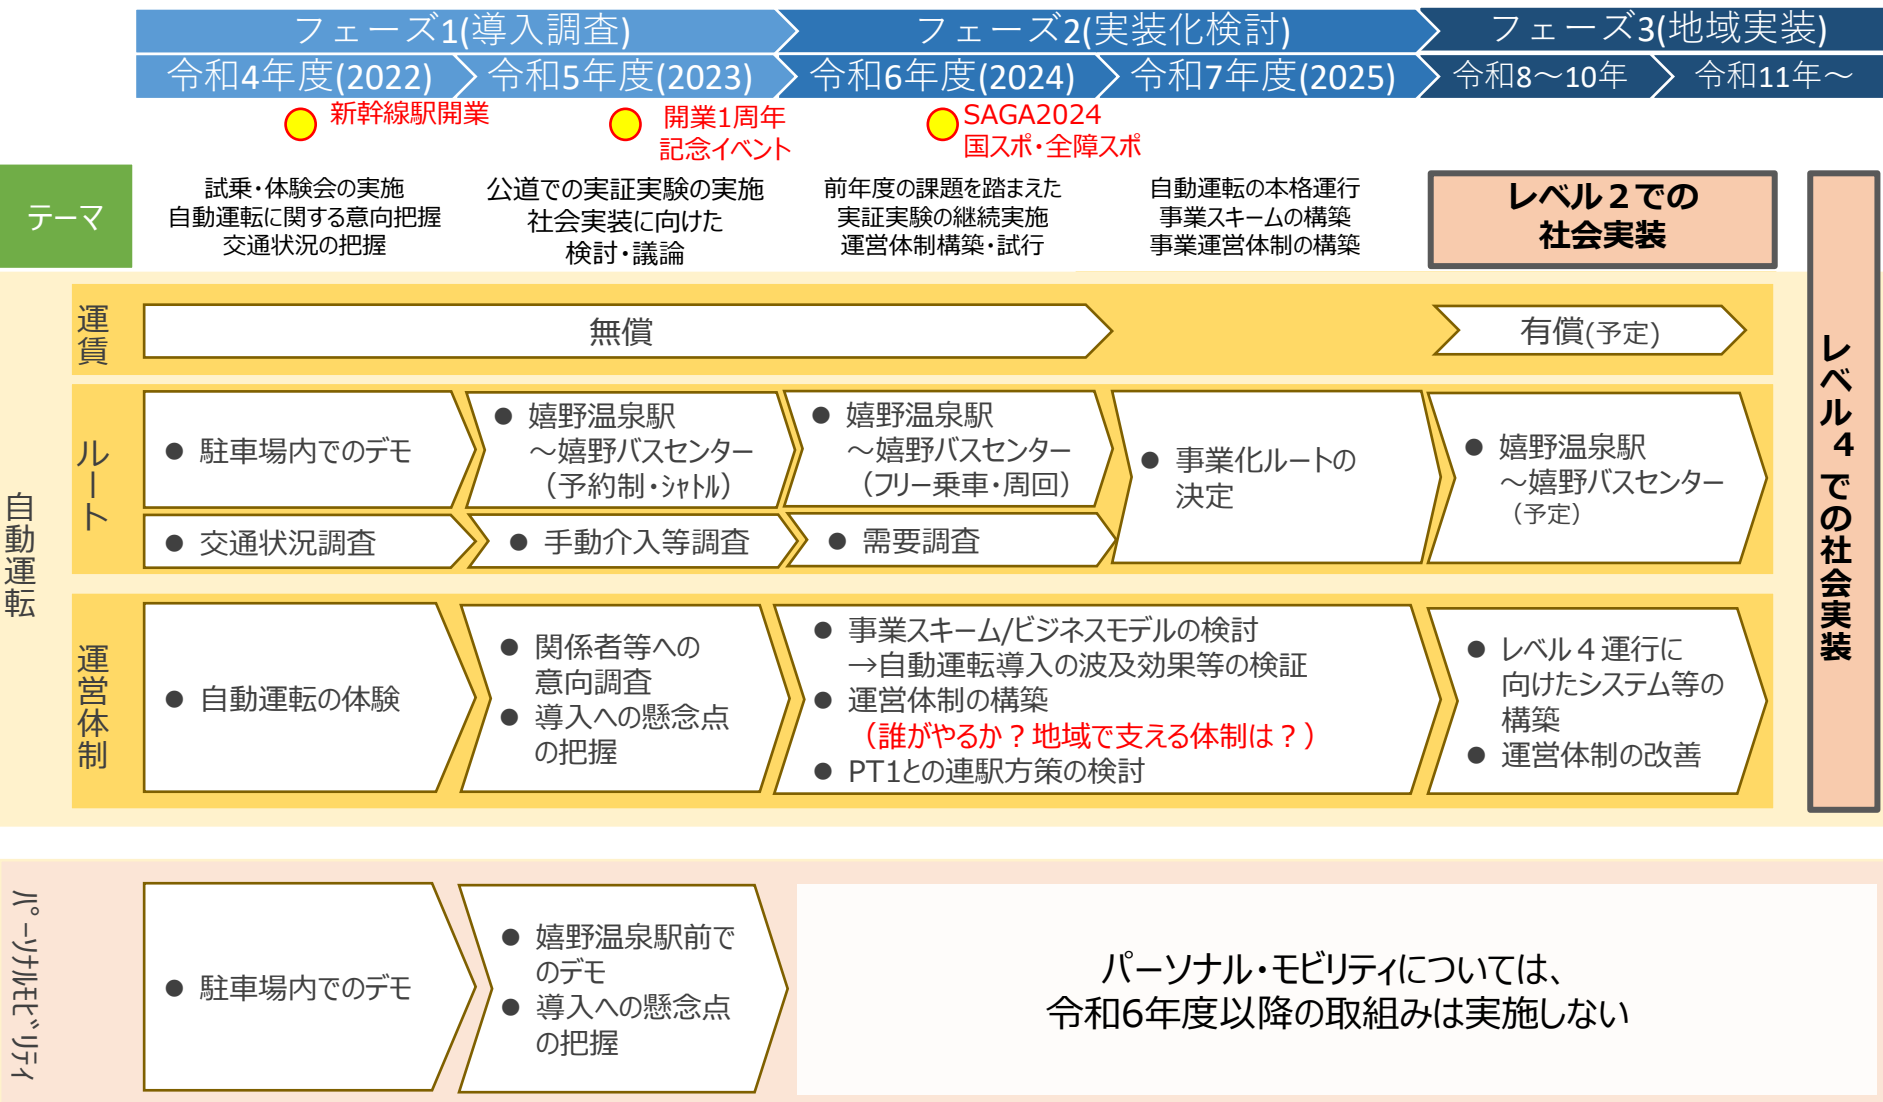 フェーズ1(導入調査)
フェーズ2(実装化検討)
フェーズ3(地域実装)
令和4年度(2022)
令和5年度(2023)
令和6年度(2024)
令和7年度(2025)
令和8～10年
令和11年～
新幹線駅開業
開業1周年
記念イベント
SAGA2024
国スポ・全障スポ
テーマ
試乗・体験会の実施
自動運転に関する意向把握
交通状況の把握
公道での実証実験の実施
社会実装に向けた
検討・議論
前年度の課題を踏まえた
実証実験の継続実施
運営体制構築・試行
自動運転の本格運行
事業スキームの構築
事業運営体制の構築
レベル２での
社会実装
レベル４での社会実装
自動運転
運賃
無償
有償(予定)
ルート
● 駐車場内でのデモ
● 嬉野温泉駅
～嬉野バスセンター
（予約制・ｼｬﾄﾙ）
● 嬉野温泉駅
～嬉野バスセンター
（フリー乗車・周回）
● 事業化ルートの
決定
● 嬉野温泉駅
～嬉野バスセンター
（予定）
● 交通状況調査
● 手動介入等調査
● 需要調査
運営体制
● 自動運転の体験
● 関係者等への
意向調査
● 導入への懸念点
の把握
● 事業スキーム/ビジネスモデルの検討
→自動運転導入の波及効果等の検証
● 運営体制の構築
（誰がやるか？地域で支える体制は？）
● PT1との連駅方策の検討
● レベル４運行に
向けたシステム等の
構築
● 運営体制の改善
ﾊﾟｰｿﾅﾙﾓﾋﾞﾘﾃｨ
● 駐車場内でのデモ
● 嬉野温泉駅前で
のデモ
● 導入への懸念点
の把握
パーソナル・モビリティについては、
令和6年度以降の取組みは実施しない